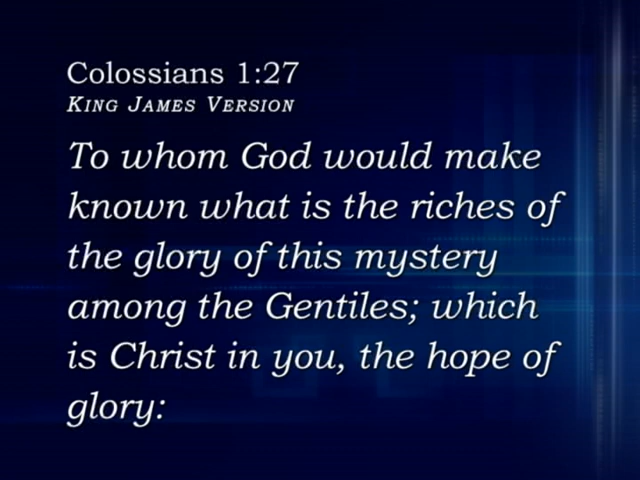 Colossians 1:27
King James Version
To whom God would make
known what is the riches of
the glory of this mystery
among the Gentiles; which
is Christ in you, the hope of
glory: